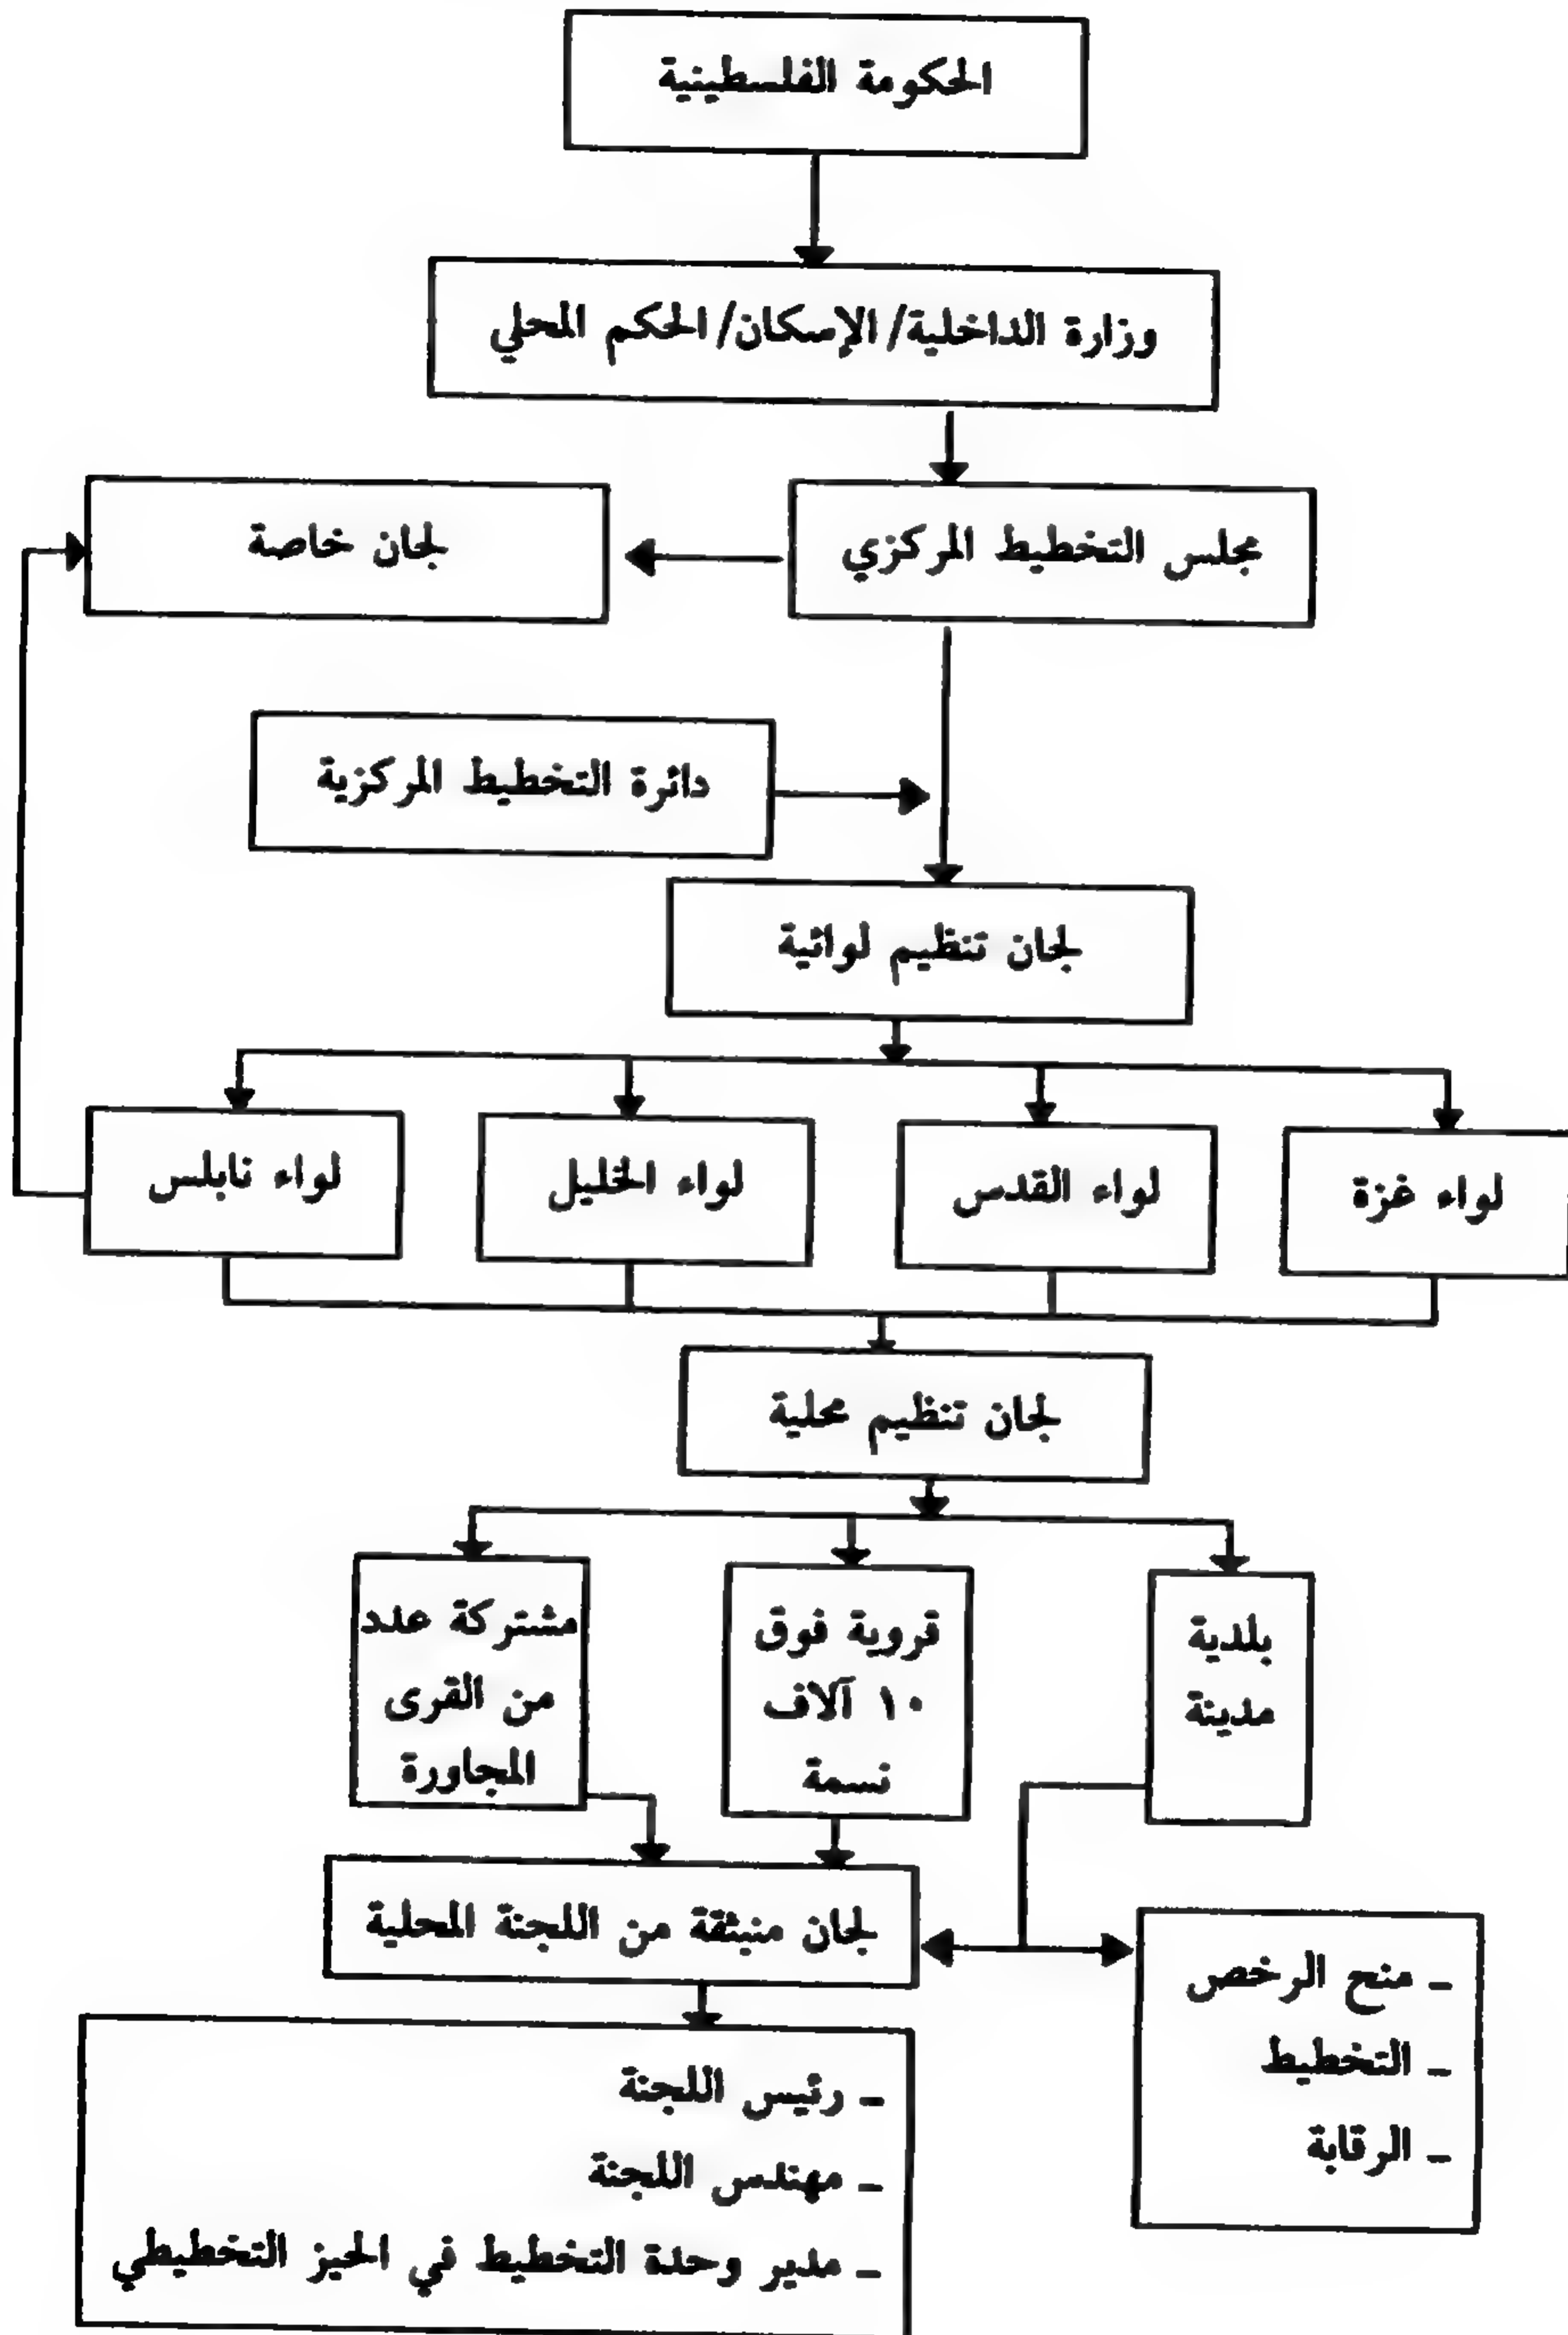 الحكومة الفلسطينية
وزارة الداخلية/الإسكان/الحكم المحلي
مجلس التخطيط المركزي
لجان خاصة
دائرة التخطيط المركزية
لجان تنظيم لوائية
لواء غزة
لواء القدس
لواء الخليل
لواء نابلس
لجان تنظيم محلية
بلدية
مدينة
قروية فوق
١٠ آلاف
نسمة
مشتركة عدد
من القرى
المجاورة
لجان منبثقة من اللجنة المحلية
- منح الرخص
- التخطيط
- الرقابة
- رئيس اللجنة
- مهندس اللجنة
- مدير وحدة التخطيط في الحيز التخطيطي